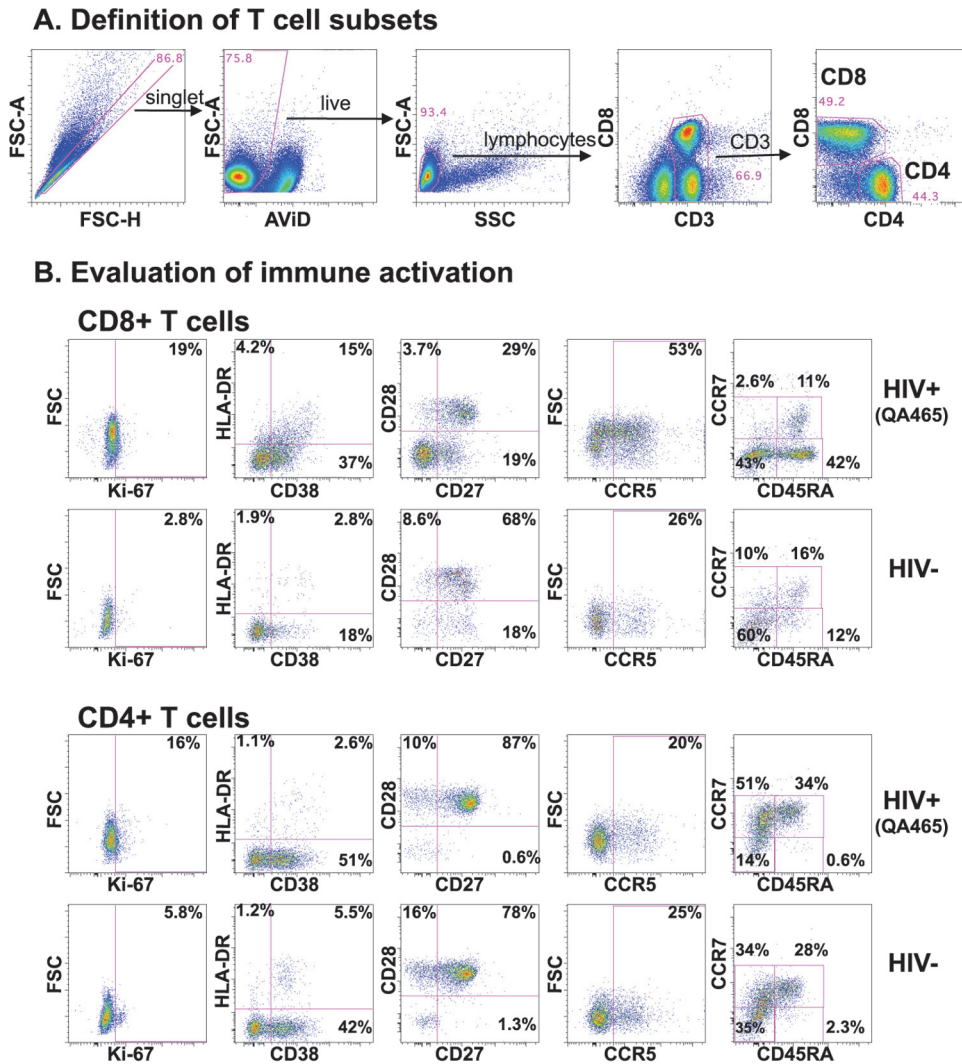 A. Definition of T cell subsets
FSC-A
86.8
singlet
FSC-H
FSC-A
75.8
live
AViD
FSC-A
93.4
lymphocytes
SSC
CD8
CD3
66.9
CD3
CD8
CD8
49.2
CD4
44.3
CD4
B. Evaluation of immune activation
CD8+ T cells
FSC
19%
Ki-67
HLA-DR
4.2% 15%
37%
CD38
CD28
3.7% 29%
19%
CD27
FSC
53%
CCR5
CCR7
2.6% 11%
43% 42%
CD45RA
HIV+
(QA465)
FSC
2.8%
Ki-67
HLA-DR
1.9% 2.8%
18%
CD38
CD28
8.6% 68%
18%
CD27
FSC
26%
CCR5
CCR7
10% 16%
60% 12%
CD45RA
HIV-
CD4+ T cells
FSC
16%
Ki-67
HLA-DR
1.1% 2.6%
51%
CD38
CD28
10% 87%
0.6%
CD27
FSC
20%
CCR5
CCR7
51% 34%
14% 0.6%
CD45RA
HIV+
(QA465)
FSC
5.8%
Ki-67
HLA-DR
1.2% 5.5%
42%
CD38
CD28
16% 78%
1.3%
CD27
FSC
25%
CCR5
CCR7
34% 28%
35% 2.3%
CD45RA
HIV-